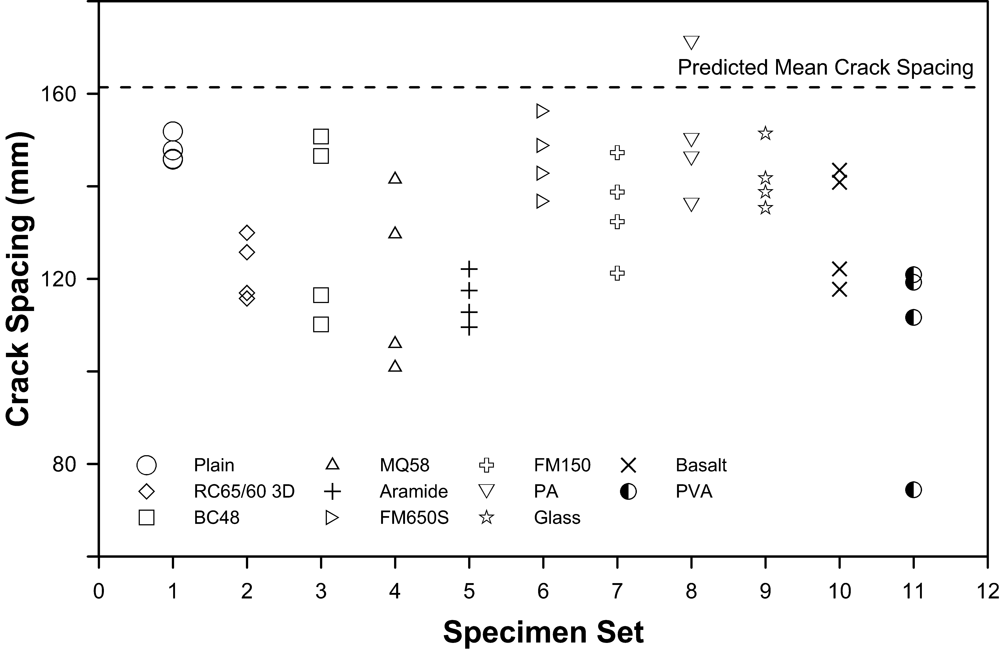 Predicted Mean Crack Spacing
160
120
80
Crack Spacing (mm)
Plain MQ58 FM150 Basalt
RC65/60 3D Aramide PA PVA
BC48 FM650S Glass
0 1 2 3 4 5 6 7 8 9 10 11 12
Specimen Set